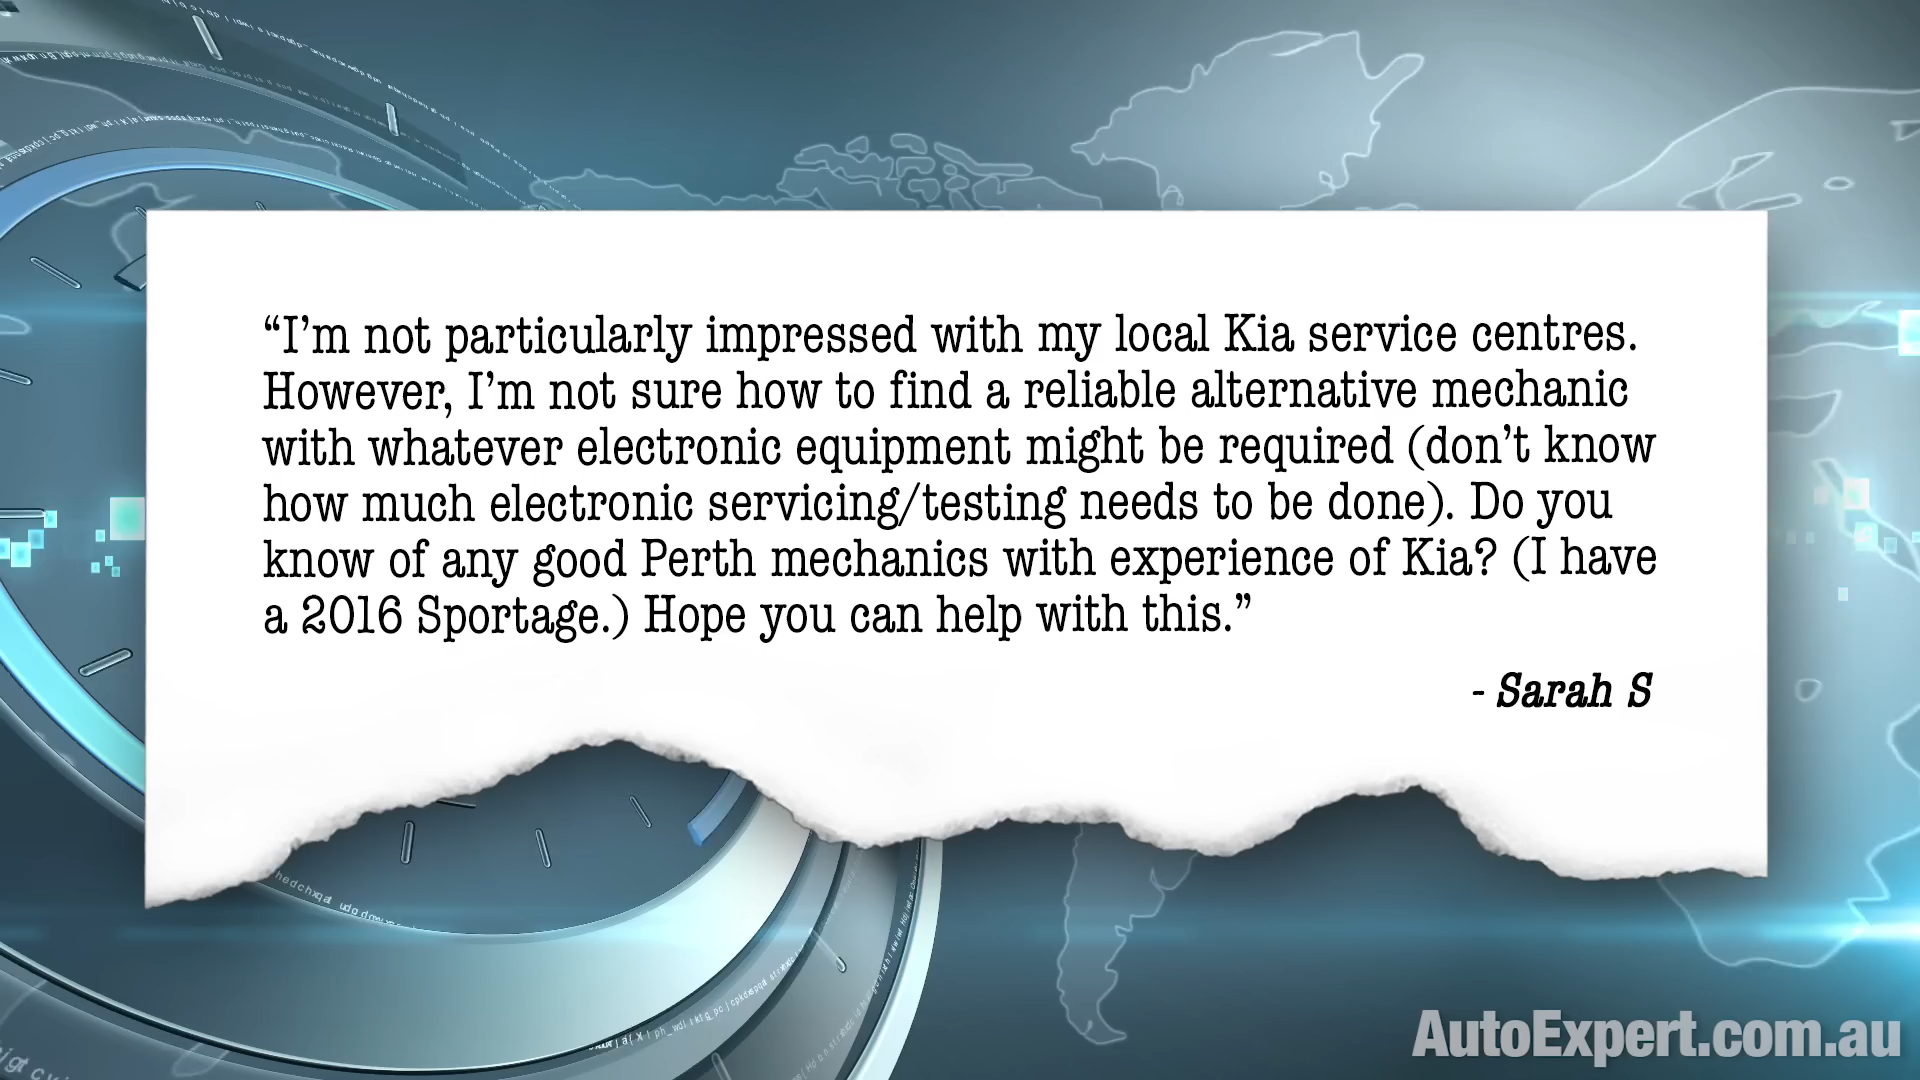 “I’m not particularly impressed with my local Kia service centres.
However, I’m not sure how to find a reliable alternative mechanic
with whatever electronic equipment might be required (don’t know
how much electronic servicing/testing needs to be done). Do you
know of any good Perth mechanics with experience of Kia? (I have
a 2016 Sportage.) Hope you can help with this.”
- Sarah S
AutoExpert.com.au